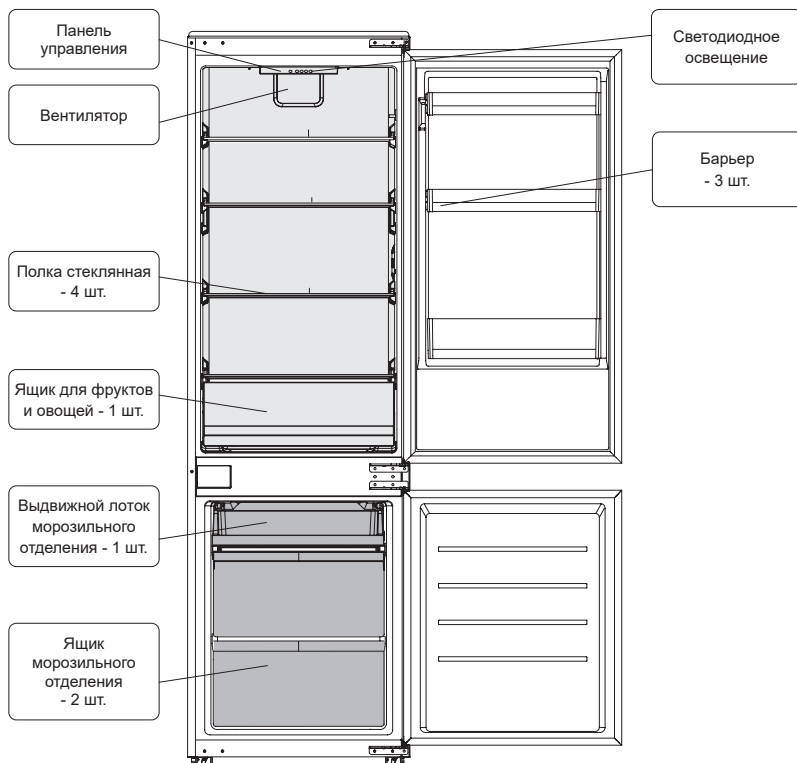 Панель
управления
Светодиодное
освещение
Вентилятор
Барьер
- 3 шт.
Полка стеклянная
- 4 шт.
Ящик для фруктов
и овощей - 1 шт.
Выдвижной лоток
морозильного
отделения - 1 шт.
Ящик
морозильного
отделения
- 2 шт.